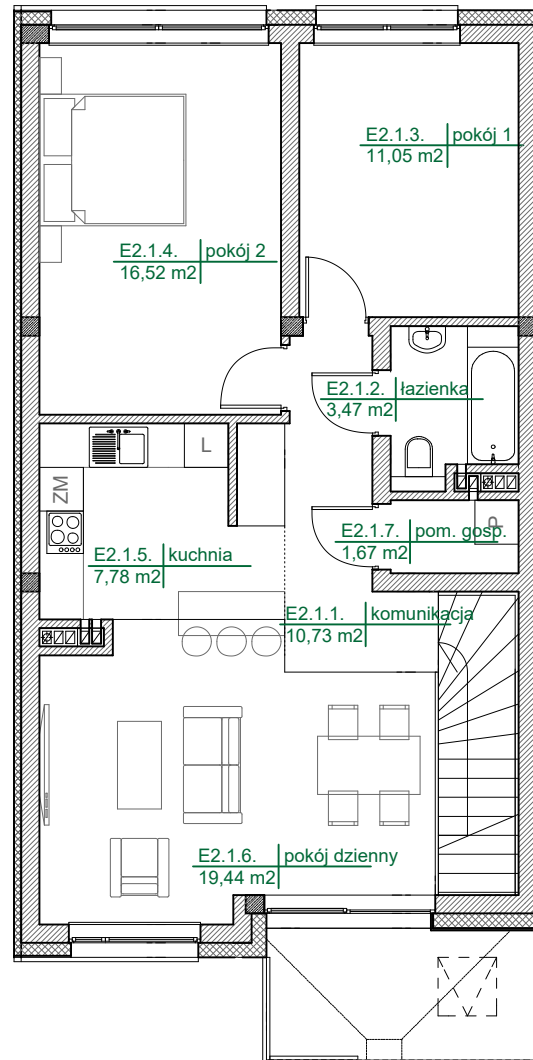 E2.1.3. pokój 1
11,05 m2
E2.1.4. pokój 2
16,52 m2
E2.1.2. łazienka
3,47 m2
L
ZM
E2.1.7. pom. gosp.
1,67 m2
P
E2.1.5. kuchnia
7,78 m2
E2.1.1. komunikacja
10,73 m2
E2.1.6. pokój dzienny
19,44 m2